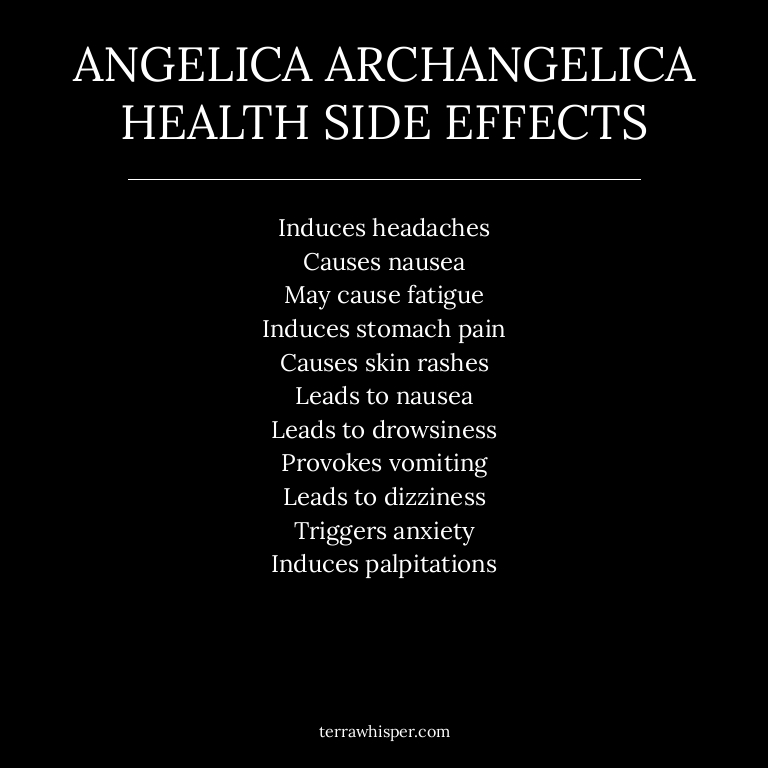 ANGELICA ARCHANGELICA
HEALTH SIDE EFFECTS
Induces headaches
Causes nausea
May cause fatigue
Induces stomach pain
Causes skin rashes
Leads to nausea
Leads to drowsiness
Provokes vomiting
Leads to dizziness
Triggers anxiety
Induces palpitations
terrawhisper.com